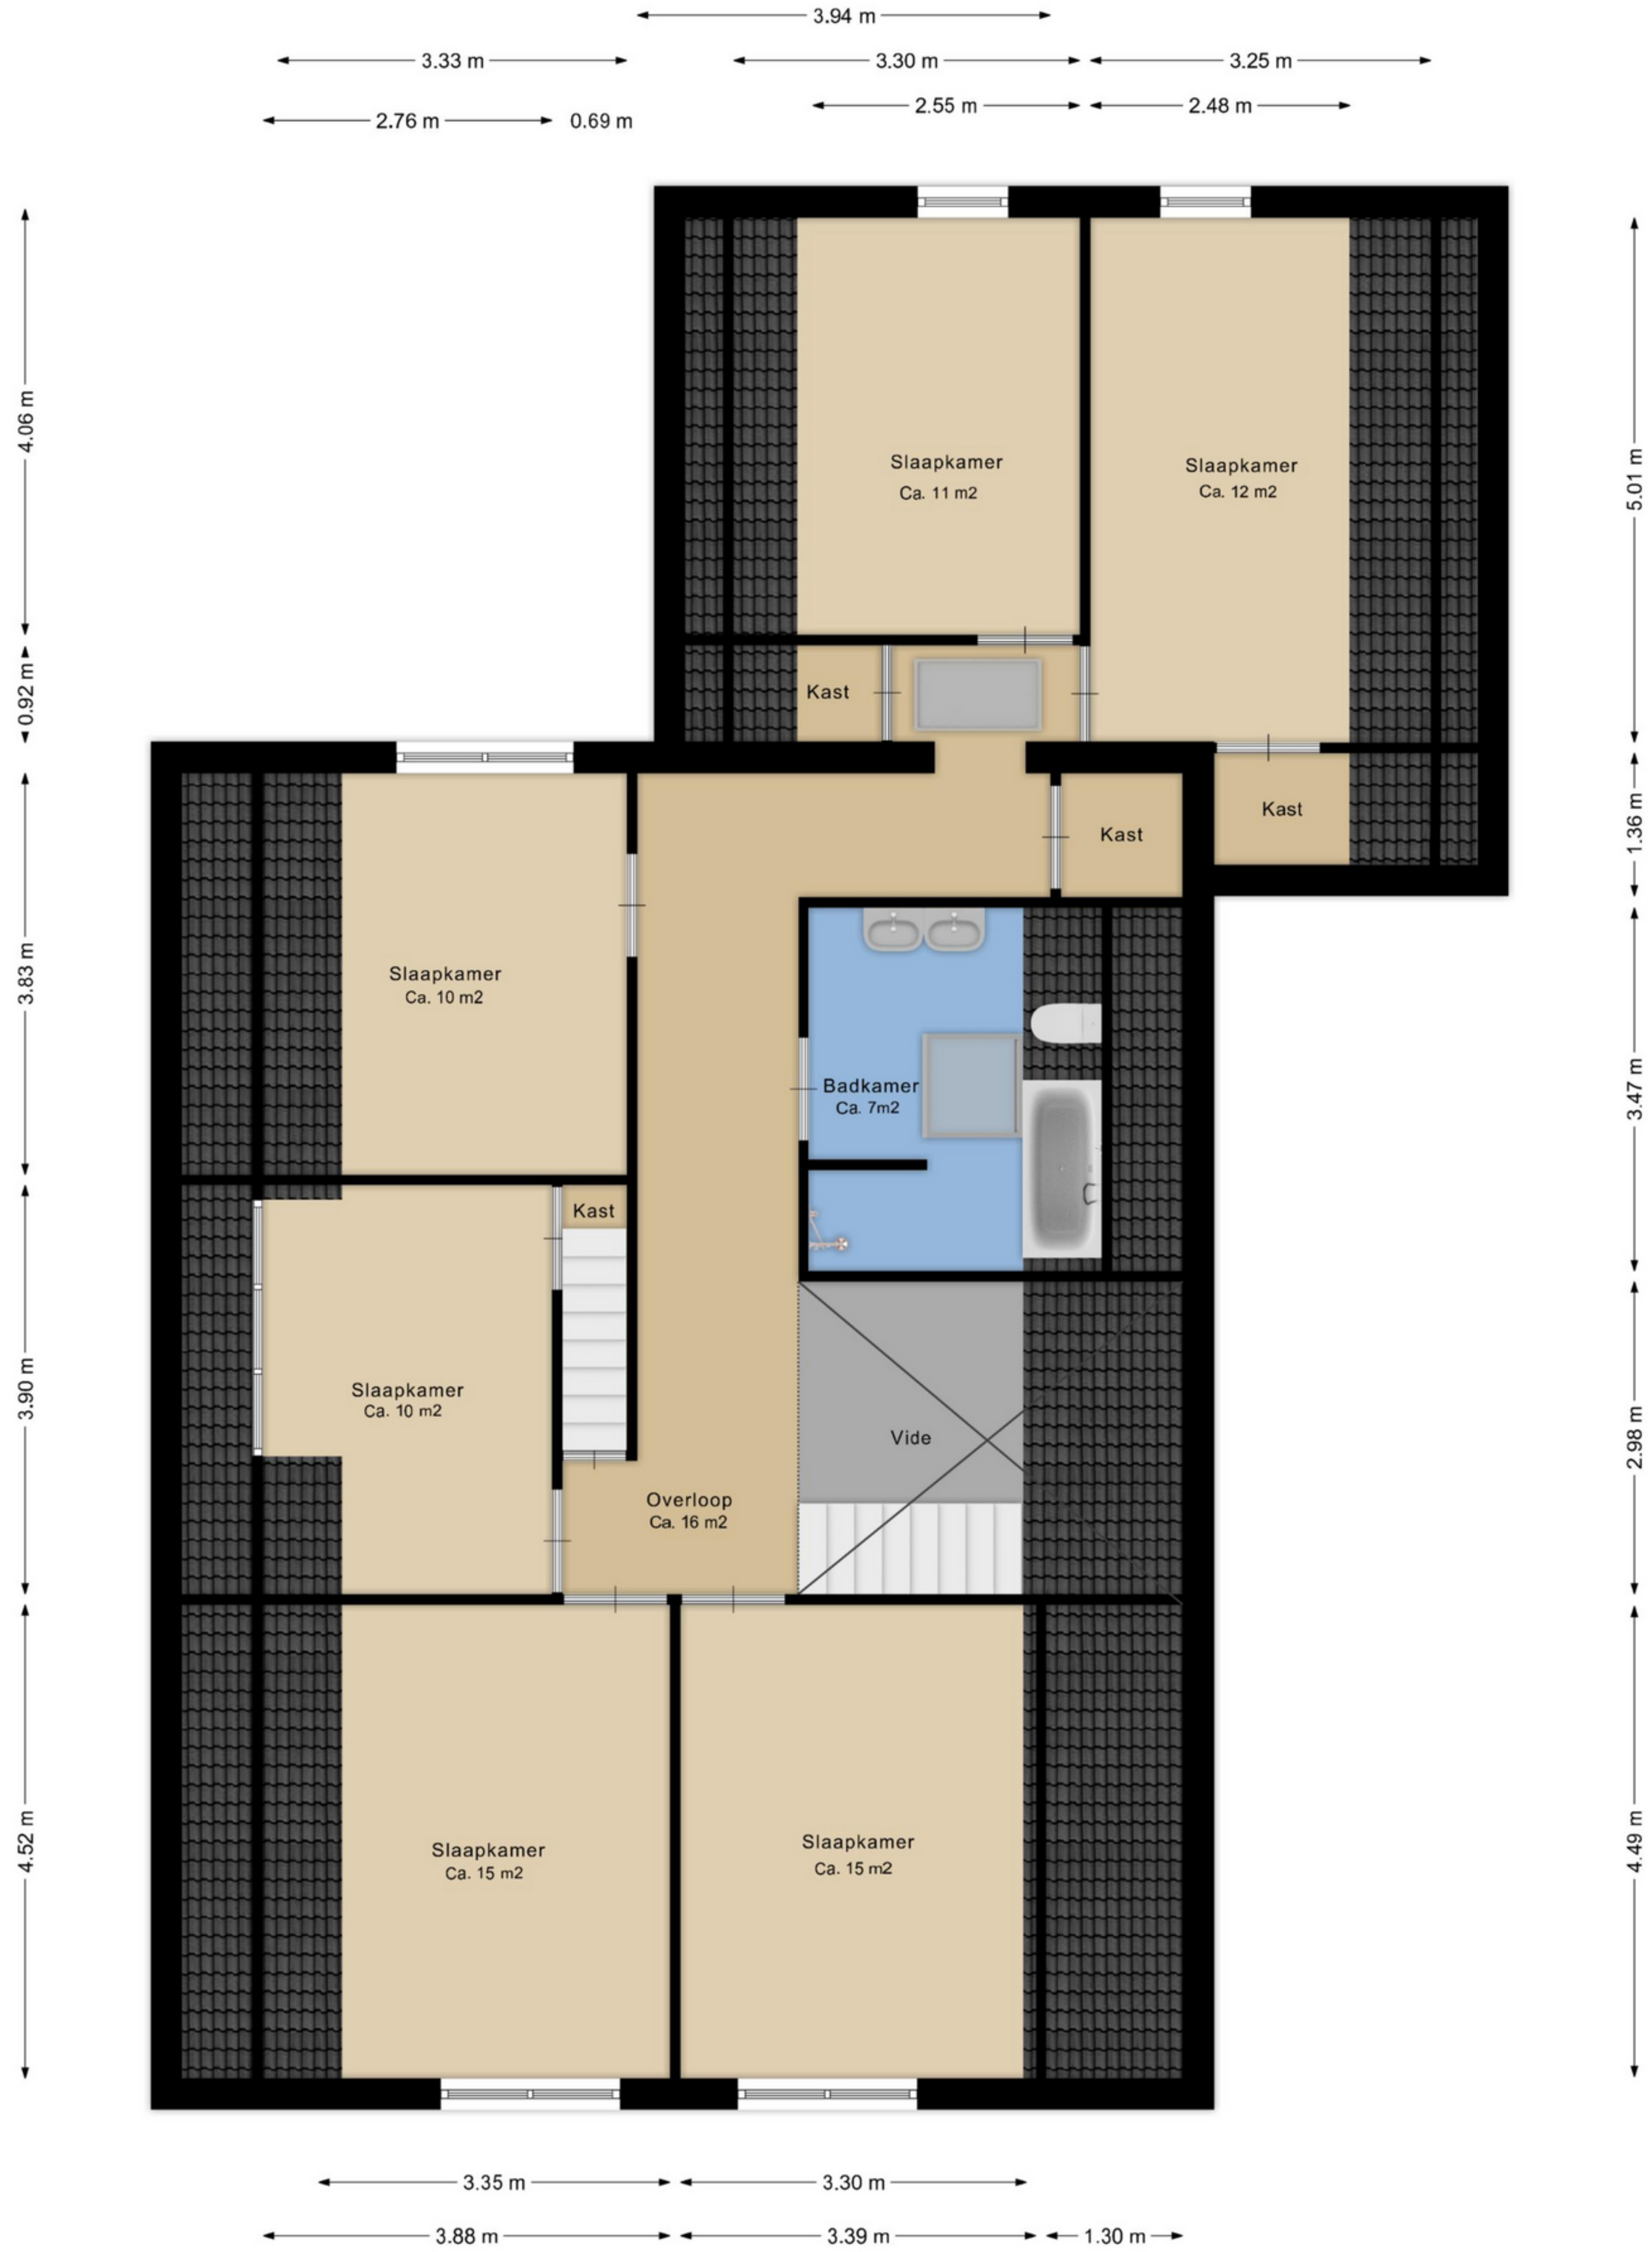 3.94 m
3.33 m
3.30 m
3.25 m
2.55 m
2.48 m
2.76 m
0.69 m
4.06 m
5.01 m
Slaapkamer
Ca. 11 m2
Slaapkamer
Ca. 12 m2
0.92 m
Kast
Kast
Kast
1.36 m
3.83 m
Slaapkamer
Ca. 10 m2
Badkamer
Ca. 7m2
3.47 m
Kast
3.90 m
Slaapkamer
Ca. 10 m2
Vide
2.98 m
Overloop
Ca. 16 m2
4.52 m
Slaapkamer
Ca. 15 m2
Slaapkamer
Ca. 15 m2
4.49 m
3.35 m
3.30 m
3.88 m
3.39 m
1.30 m